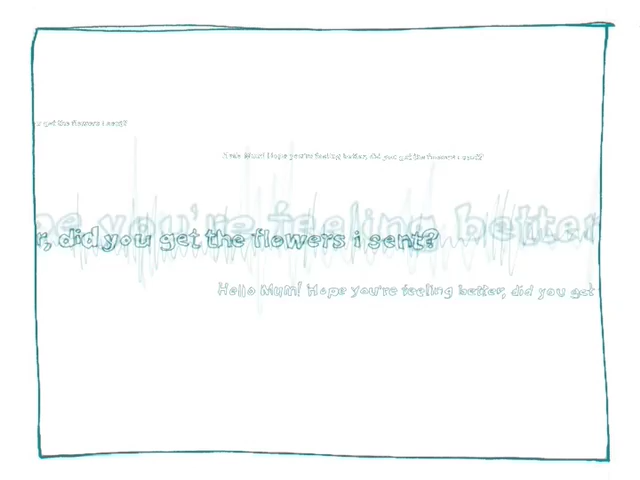 u get the flowers i sent?
Hello Mum! Hope you're feeling better, did you get the flowers i sent?
pe you're feeling better
r, did you get the flowers i sent?
Hello Mum! Hope you're feeling better, did you get